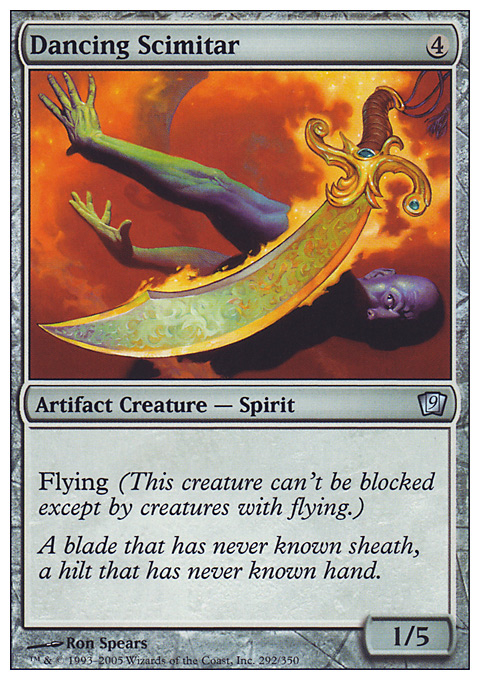 Dancing Scimitar 4
Artifact Creature — Spirit 9
Flying (This creature can't be blocked
except by creatures with flying.)
A blade that has never known sheath,
a hilt that has never known hand.
Ron Spears
1/5
™ & © 1993–2005 Wizards of the Coast, Inc. 292/350